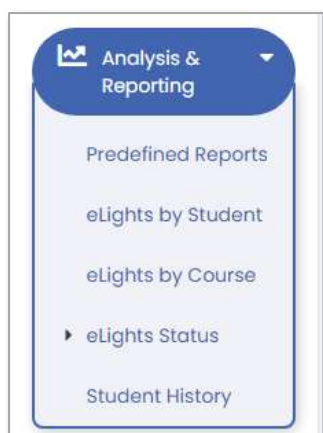 Analysis &
Reporting
Predefined Reports
eLights by Student
eLights by Course
eLights Status
Student History